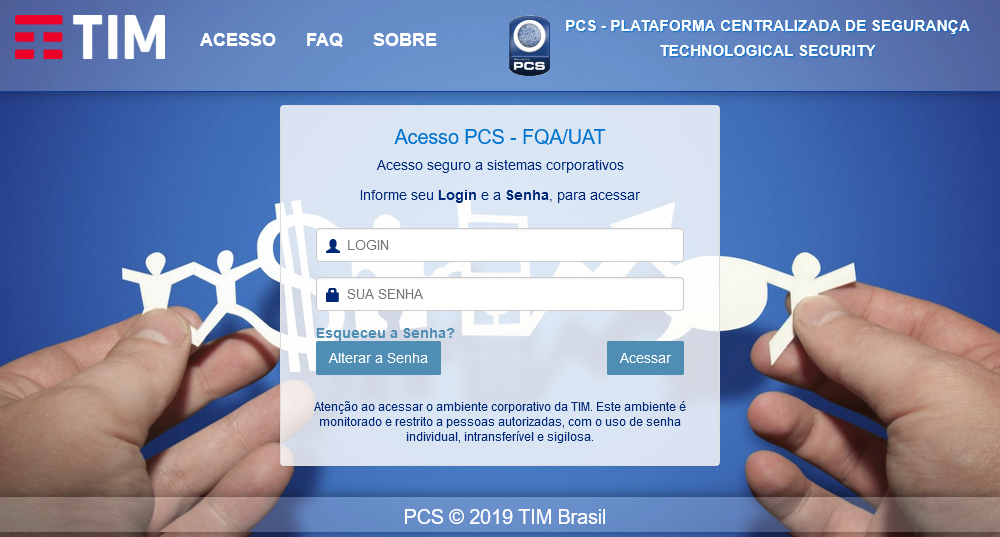 TIM
ACESSO FAQ SOBRE
PCS
PCS - PLATAFORMA CENTRALIZADA DE SEGURANÇA
TECHNOLOGICAL SECURITY
Acesso PCS - FQA/UAT
Acesso seguro a sistemas corporativos
Informe seu Login e a Senha, para acessar
LOGIN
SUA SENHA
Esqueceu a Senha?
Alterar a Senha Acessar
Atenção ao acessar o ambiente corporativo da TIM. Este ambiente é
monitorado e restrito a pessoas autorizadas, com o uso de senha
individual, intransferível e sigilosa.
PCS © 2019 TIM Brasil